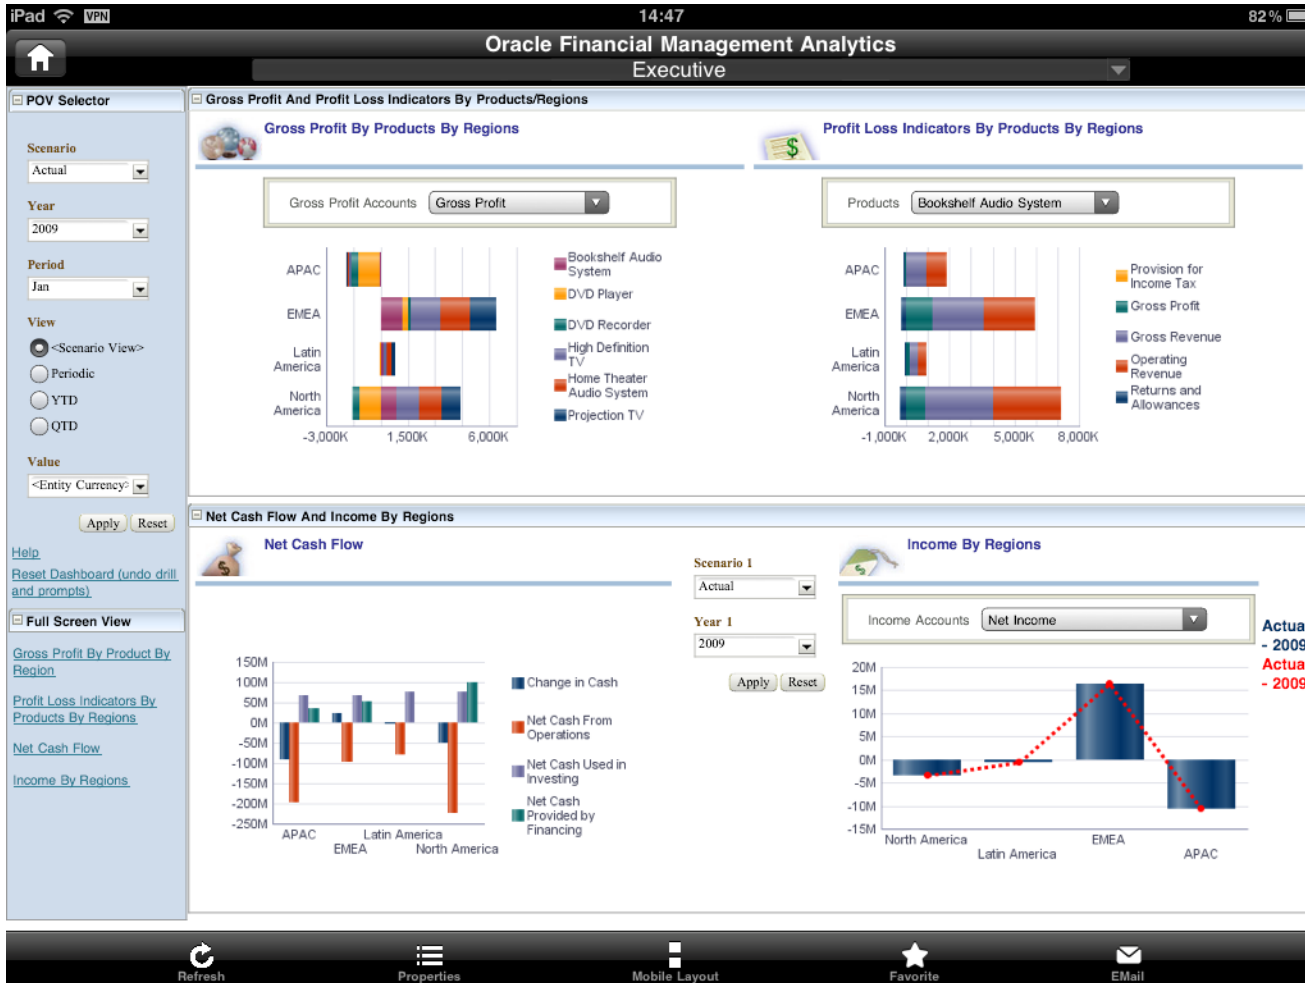 iPad VPN 14:47 82%
Oracle Financial Management Analytics
Executive
POV Selector
Scenario
Actual
Year
2009
Period
Jan
View
<Scenario View>
Periodic
YTD
QTD
Value
<Entity Currency>
Apply Reset
Help
Reset Dashboard (undo drill
and prompts)
Full Screen View
Gross Profit By Product By
Region
Profit Loss Indicators By
Products By Regions
Net Cash Flow
Income By Regions
Gross Profit And Profit Loss Indicators By Products/Regions
Gross Profit By Products By Regions
Gross Profit Accounts Gross Profit
APAC
EMEA
Latin
America
North
America
-3,000K 1,500K 6,000K
Bookshelf Audio
System
DVD Player
DVD Recorder
High Definition
TV
Home Theater
Audio System
Projection TV
Profit Loss Indicators By Products By Regions
Products Bookshelf Audio System
APAC
EMEA
Latin
America
North
America
-1,000K 2,000K 5,000K 8,000K
Provision for
Income Tax
Gross Profit
Gross Revenue
Operating
Revenue
Returns and
Allowances
Net Cash Flow And Income By Regions
Net Cash Flow
150M
100M
50M
0M
-50M
-100M
-150M
-200M
-250M
APAC Latin America
EMEA North America
Change in Cash
Net Cash From
Operations
Net Cash Used in
Investing
Net Cash
Provided by
Financing
Scenario 1
Actual
Year 1
2009
Apply Reset
Income By Regions
Income Accounts Net Income
20M
15M
10M
5M
0M
-5M
-10M
-15M
North America EMEA
Latin America APAC
Actua
- 2009
Actua
- 2009
Refresh Properties Mobile Layout Favorite EMail